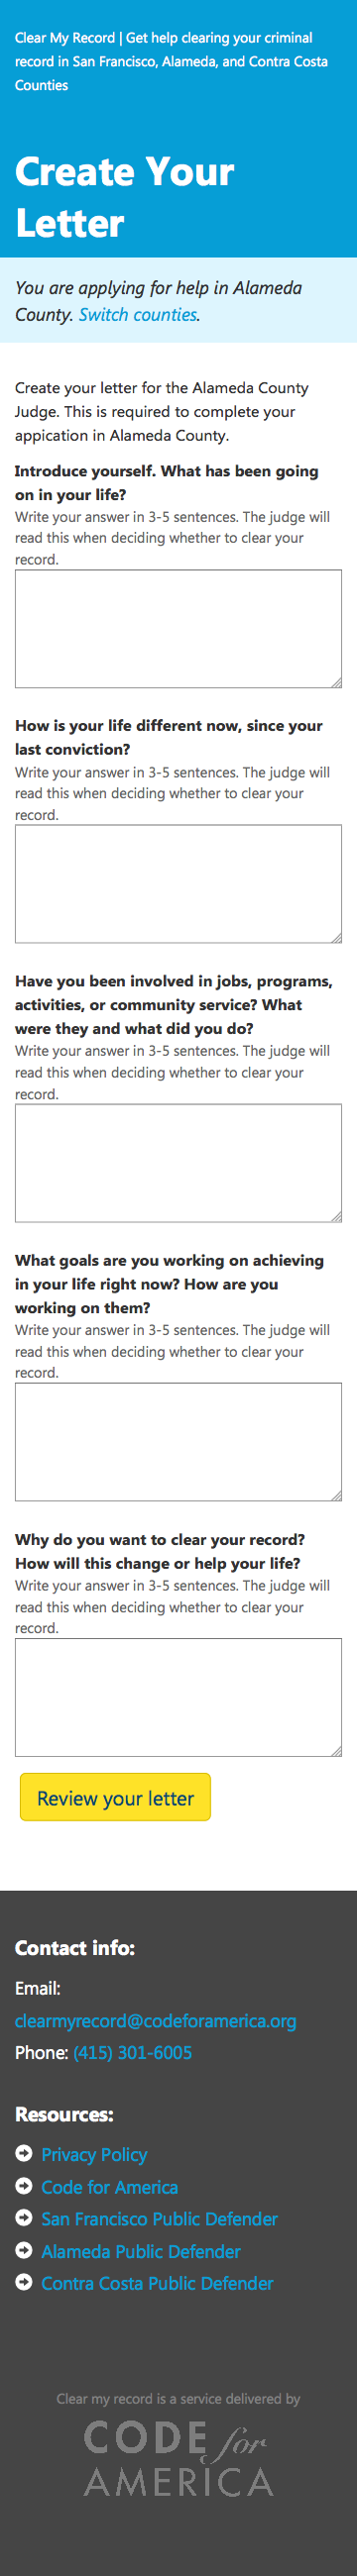 Clear My Record | Get help clearing your criminal
record in San Francisco, Alameda, and Contra Costa
Counties
Create Your
Letter
You are applying for help in Alameda
County. Switch counties.
Create your letter for the Alameda County
Judge. This is required to complete your
appication in Alameda County.
Introduce yourself. What has been going
on in your life?
Write your answer in 3-5 sentences. The judge will
read this when deciding whether to clear your
record.
How is your life different now, since your
last conviction?
Write your answer in 3-5 sentences. The judge will
read this when deciding whether to clear your
record.
Have you been involved in jobs, programs,
activities, or community service? What
were they and what did you do?
Write your answer in 3-5 sentences. The judge will
read this when deciding whether to clear your
record.
What goals are you working on achieving
in your life right now? How are you
working on them?
Write your answer in 3-5 sentences. The judge will
read this when deciding whether to clear your
record.
Why do you want to clear your record?
How will this change or help your life?
Write your answer in 3-5 sentences. The judge will
read this when deciding whether to clear your
record.
Review your letter
Contact info:
Email:
clearmyrecord@codeforamerica.org
Phone: (415) 301-6005
Resources:
Privacy Policy
Code for America
San Francisco Public Defender
Alameda Public Defender
Contra Costa Public Defender
Clear my record is a service delivered by
CODE for
AMERICA